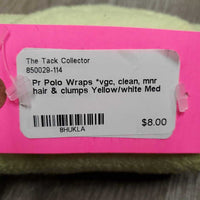 The Tack Collector
850029-114
Pr Polo Wraps *vgc, clean, mnr
hair & clumps Yellow/white Med
$8.00
BHUKLA